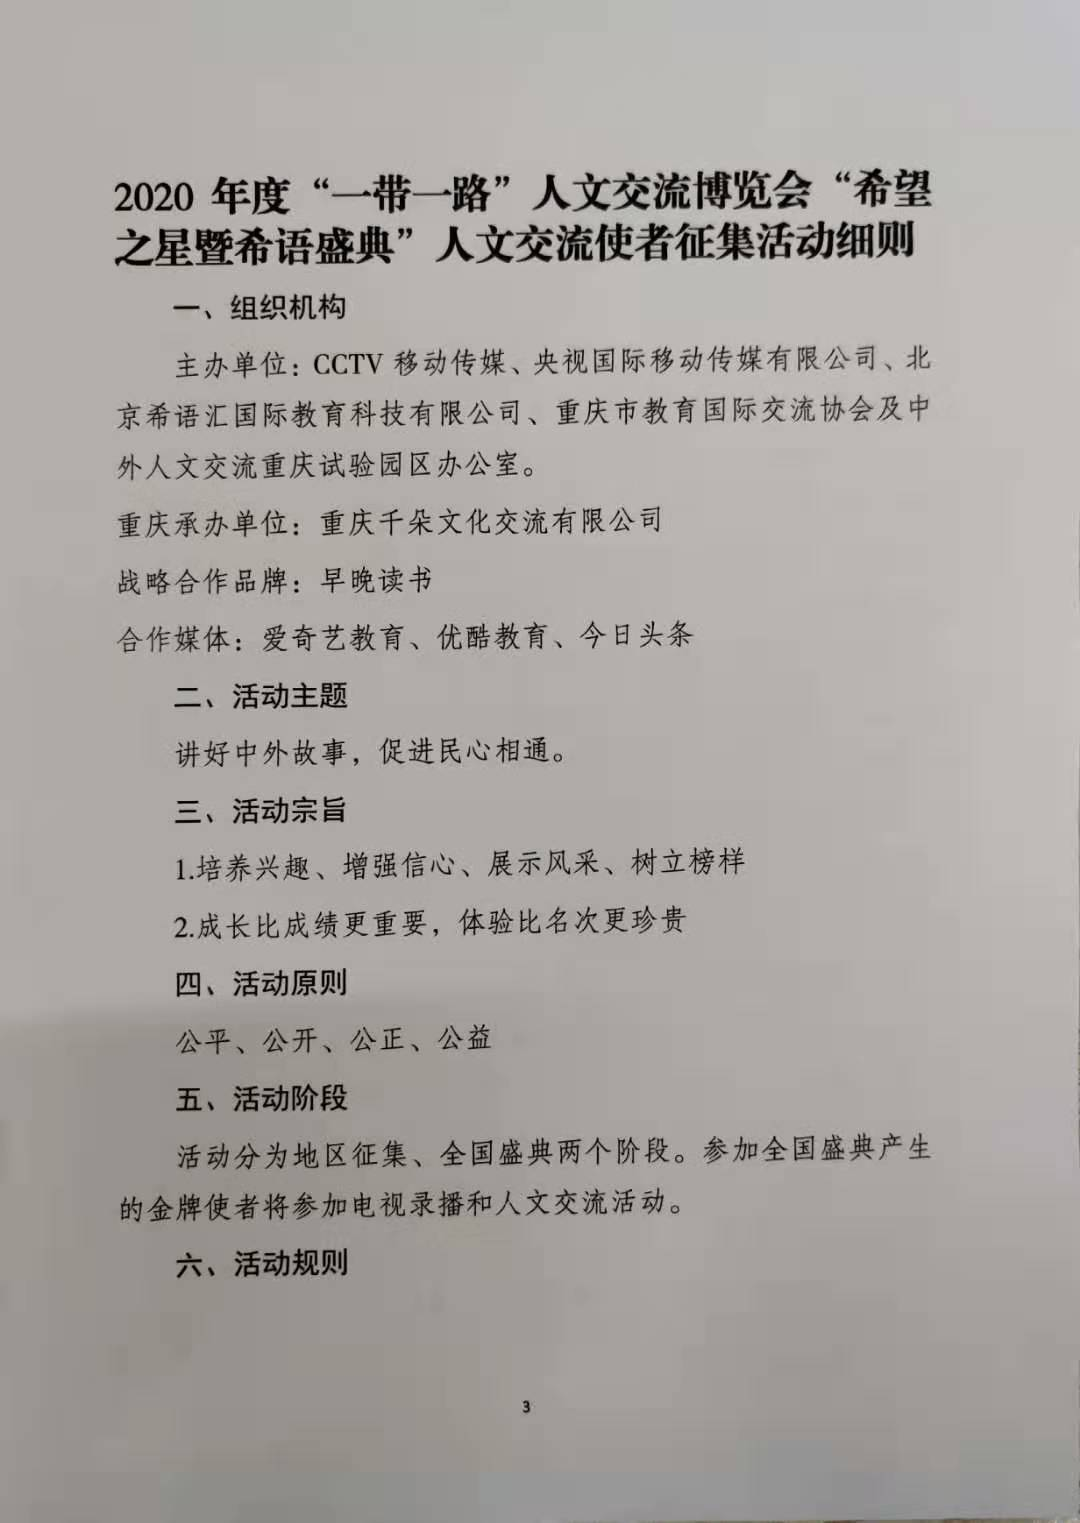 2020 年度“一带一路”人文交流博览会“希望
之星暨希语盛典”人文交流使者征集活动细则
一、组织机构
主办单位：CCTV 移动传媒、央视国际移动传媒有限公司、北
京希语汇国际教育科技有限公司、重庆市教育国际交流协会及中
外人文交流重庆试验园区办公室。
重庆承办单位：重庆千朵文化交流有限公司
战略合作品牌：早晚读书
合作媒体：爱奇艺教育、优酷教育、今日头条
二、活动主题
讲好中外故事，促进民心相通。
三、活动宗旨
1.培养兴趣、增强信心、展示风采、树立榜样
2.成长比成绩更重要，体验比名次更珍贵
四、活动原则
公平、公开、公正、公益
五、活动阶段
活动分为地区征集、全国盛典两个阶段。参加全国盛典产生
的金牌使者将参加电视录播和人文交流活动。
六、活动规则
3